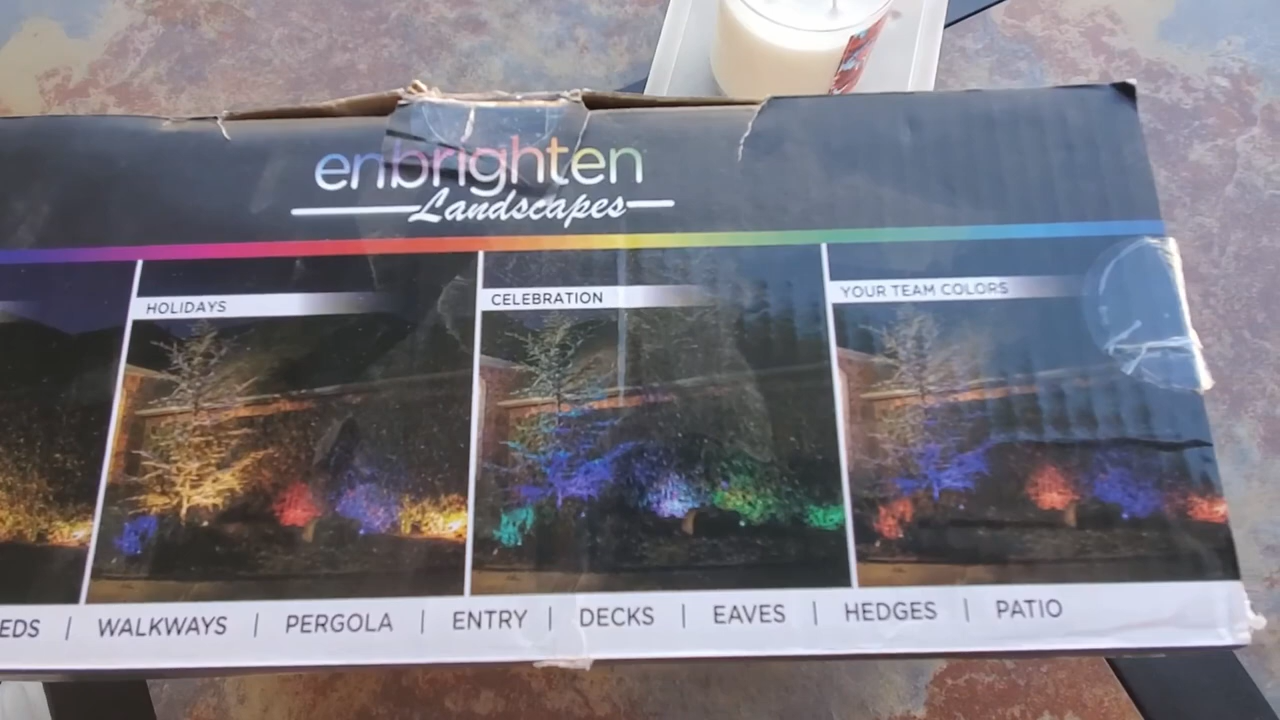 enbrighten
Landscapes
HOLIDAYS
CELEBRATION
YOUR TEAM COLORS
EDS | WALKWAYS | PERGOLA | ENTRY | DECKS | EAVES | HEDGES | PATIO